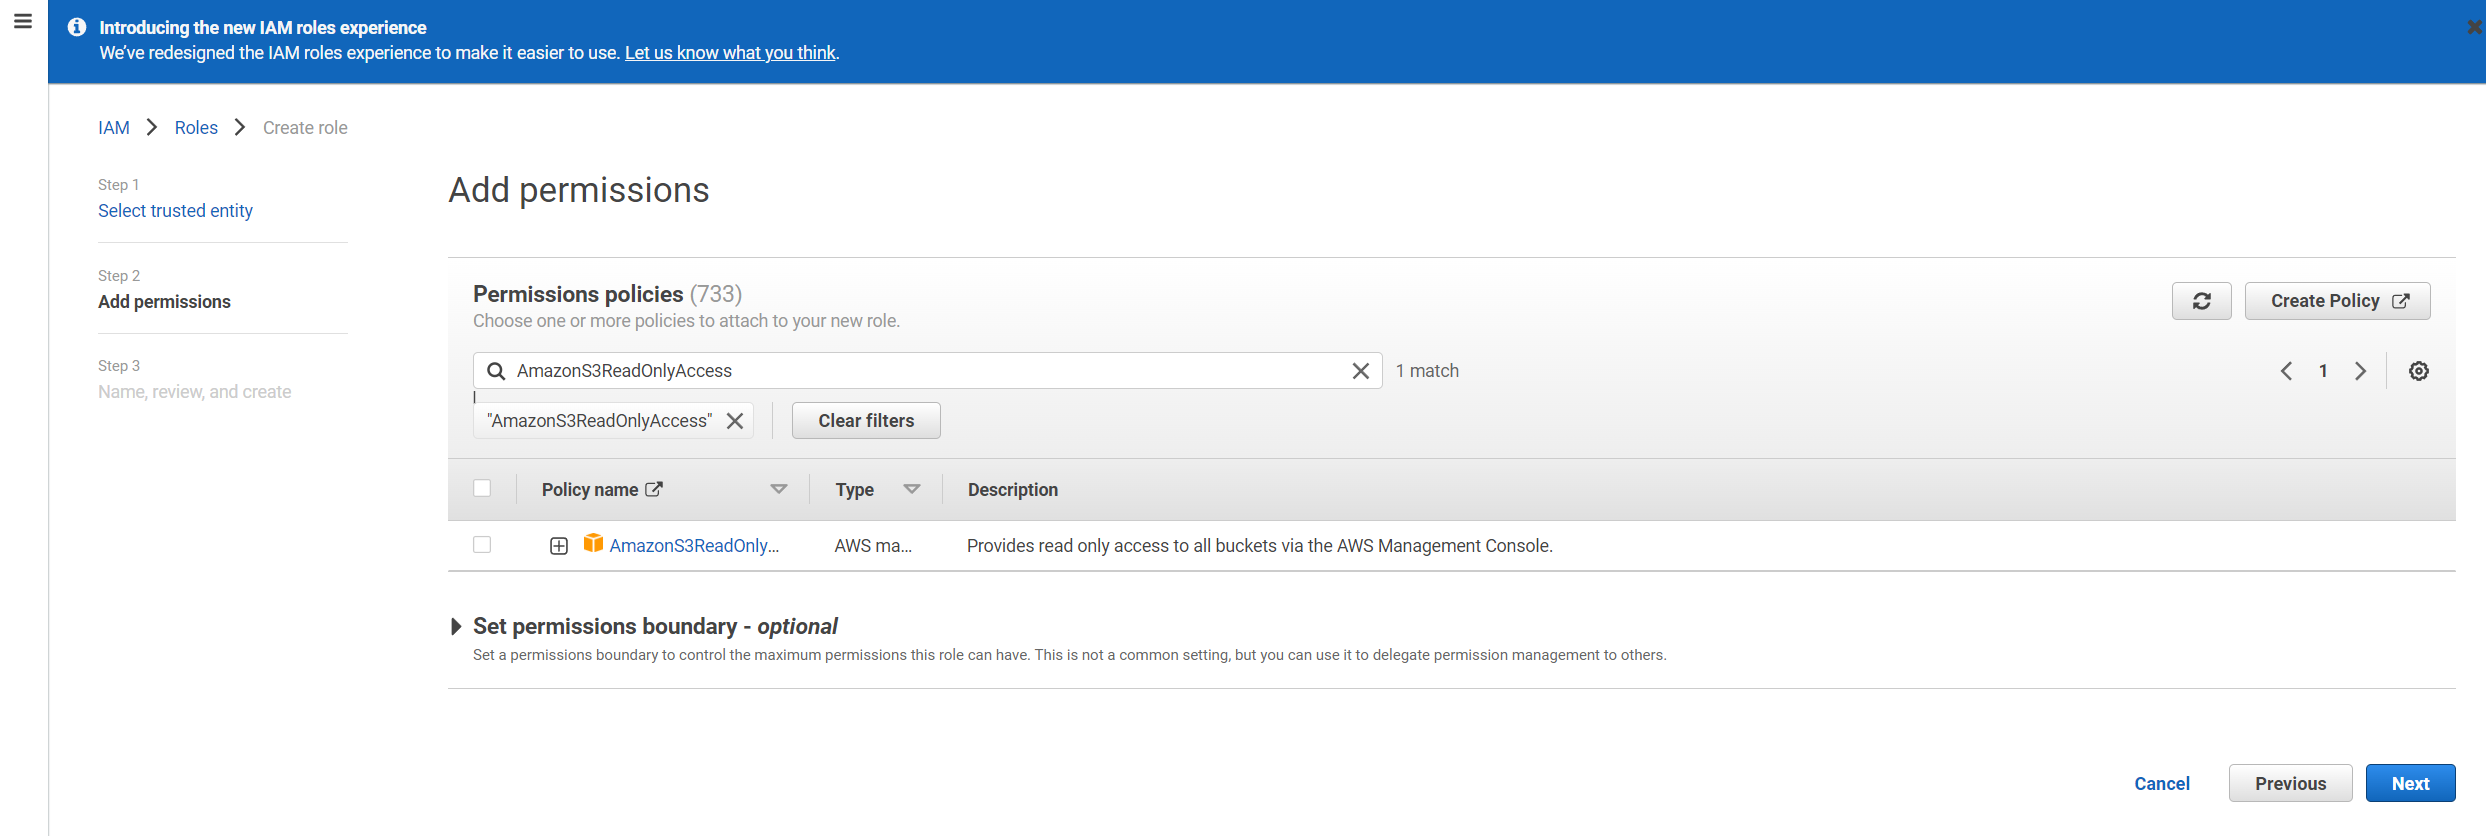 Introducing the new IAM roles experience
We've redesigned the IAM roles experience to make it easier to use. Let us know what you think.
IAM Roles Create role
Step 1
Select trusted entity
Step 2
Add permissions
Step 3
Name, review, and create
Add permissions
Permissions policies (733)
Choose one or more policies to attach to your new role.
Create Policy
AmazonS3ReadOnlyAccess
1 match
1
"AmazonS3ReadOnlyAccess"
Clear filters
Policy name Type Description
AmazonS3ReadOnly... AWS ma... Provides read only access to all buckets via the AWS Management Console.
Set permissions boundary - optional
Set a permissions boundary to control the maximum permissions this role can have. This is not a common setting, but you can use it to delegate permission management to others.
Cancel Previous Next